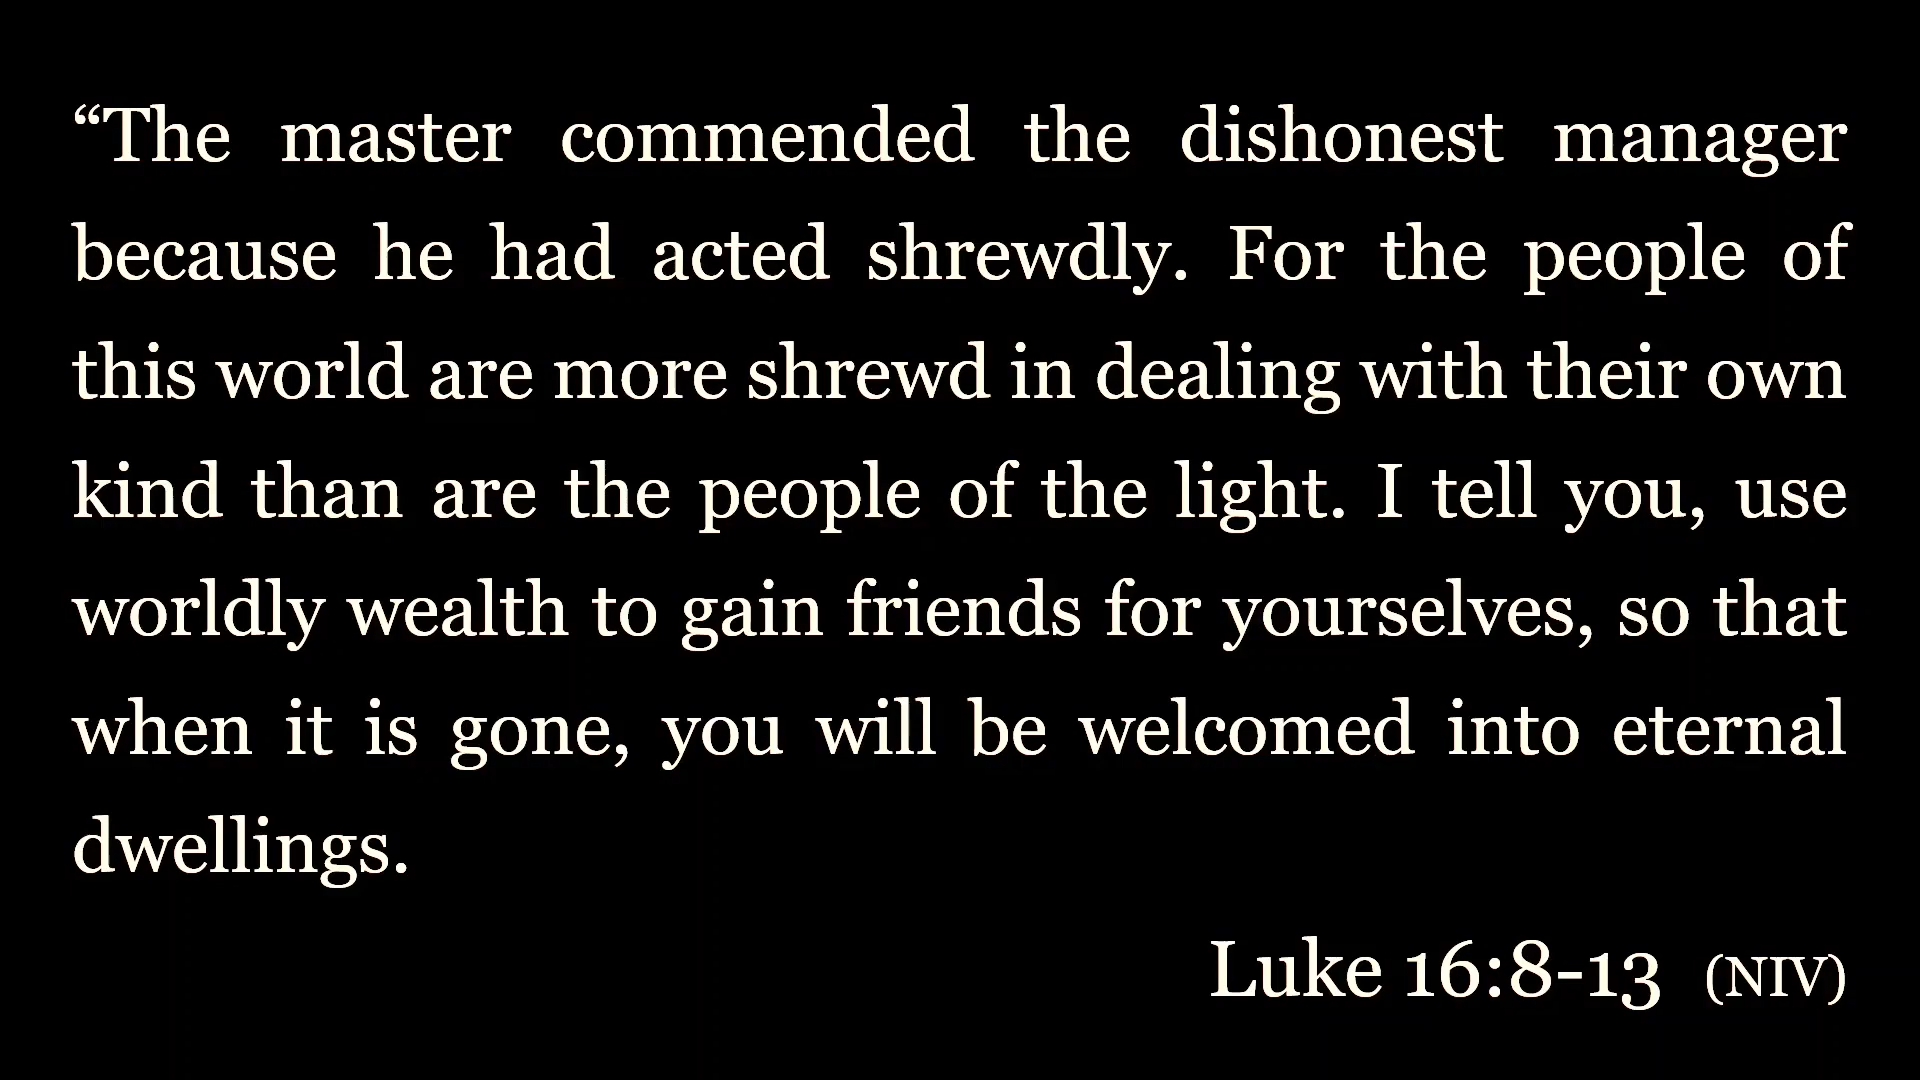 “The master commended the dishonest manager
because he had acted shrewdly. For the people of
this world are more shrewd in dealing with their own
kind than are the people of the light. I tell you, use
worldly wealth to gain friends for yourselves, so that
when it is gone, you will be welcomed into eternal
dwellings.
Luke 16:8-13 (NIV)